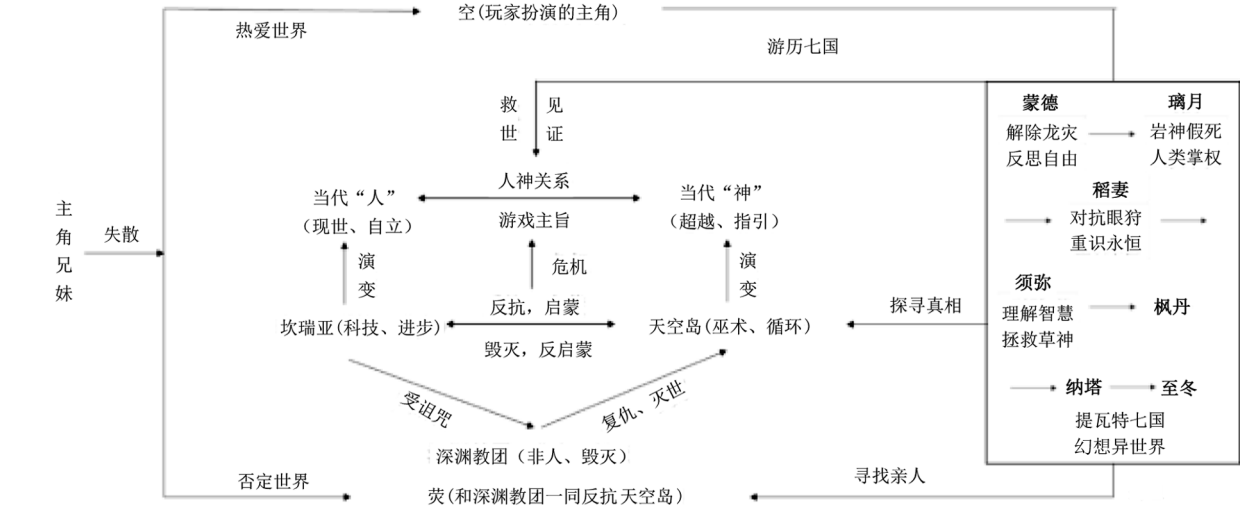 空(玩家扮演的主角)
热爱世界
游历七国
救世
见证
蒙德
璃月
解除龙灾
岩神假死
反思自由
人类掌权
人神关系
当代“人”
当代“神”
稻妻
(现世、自立)
游戏主旨
(超越、指引)
对抗眼狩
重识永恒
主角兄妹
失散
演变
危机
演变
须弥
反抗，启蒙
探寻真相
理解智慧
枫丹
坎瑞亚(科技、进步)
天空岛(巫术、循环)
拯救草神
毁灭，反启蒙
纳塔
至冬
受诅咒
复仇、灭世
提瓦特七国
幻想异世界
深渊教团（非人、毁灭）
否定世界
寻找亲人
荧(和深渊教团一同反抗天空岛)